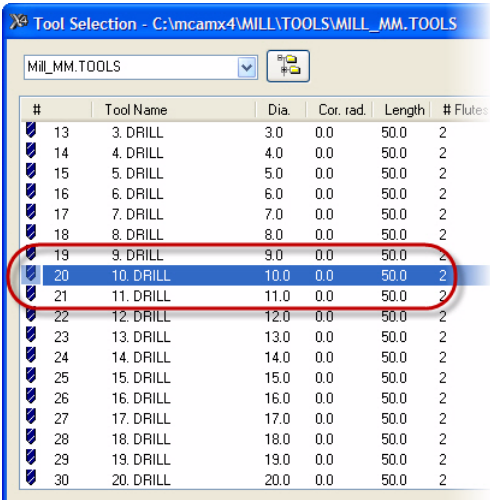 X⁴ Tool Selection - C:\mcamx4\MILL\TOOLS\MILL_MM.TOOLS
Mill_MM.TOOLS
# Tool Name Dia. Cor. rad. Length # Flutes
13 3. DRILL 3.0 0.0 50.0 2
14 4. DRILL 4.0 0.0 50.0 2
15 5. DRILL 5.0 0.0 50.0 2
16 6. DRILL 6.0 0.0 50.0 2
17 7. DRILL 7.0 0.0 50.0 2
18 8. DRILL 8.0 0.0 50.0 2
19 9. DRILL 9.0 0.0 50.0 2
20 10. DRILL 10.0 0.0 50.0 2
21 11. DRILL 11.0 0.0 50.0 2
22 12. DRILL 12.0 0.0 50.0 2
23 13. DRILL 13.0 0.0 50.0 2
24 14. DRILL 14.0 0.0 50.0 2
25 15. DRILL 15.0 0.0 50.0 2
26 16. DRILL 16.0 0.0 50.0 2
27 17. DRILL 17.0 0.0 50.0 2
28 18. DRILL 18.0 0.0 50.0 2
29 19. DRILL 19.0 0.0 50.0 2
30 20. DRILL 20.0 0.0 50.0 2